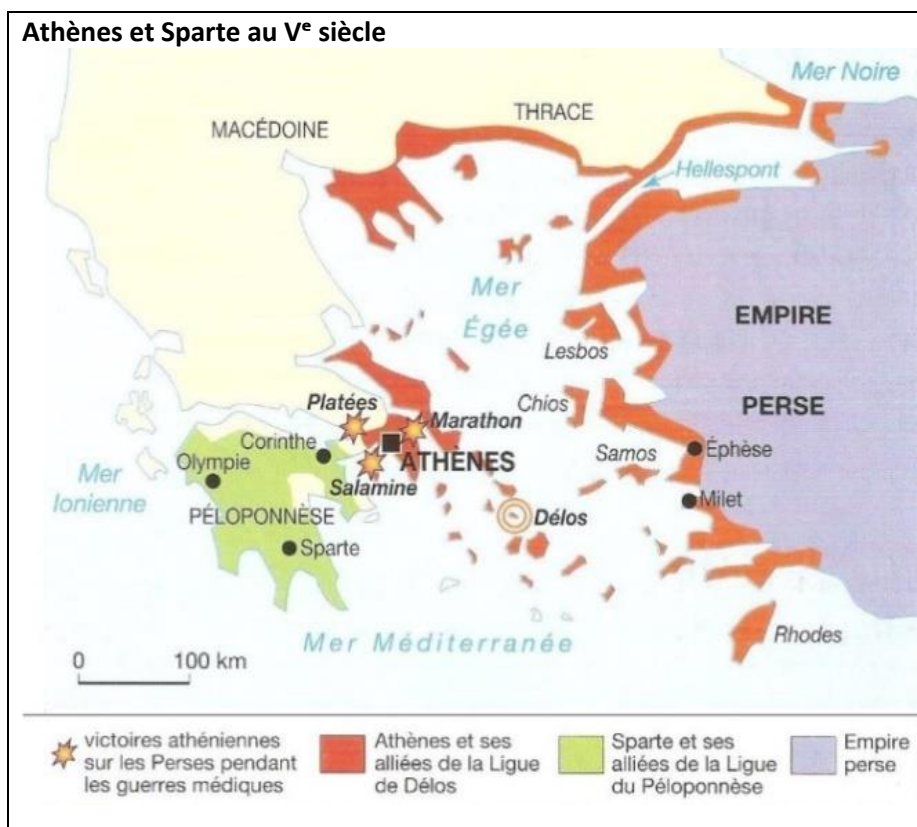 Athènes et Sparte au Vᵉ siècle
Mer Noire
THRACE
MACÉDOINE
Hellespont
Mer
Égée
EMPIRE
Lesbos
PERSE
Platées
Chios
Marathon
Corinthe
ATHÈNES
Samos
Éphèse
Mer
Ionienne
Olympie
Salamine
Milet
PÉLOPONNÈSE
Délos
Sparte
Mer Méditerranée
Rhodes
0 100 km
victoires athéniennes
sur les Perses pendant
les guerres médiques
Athènes et ses
alliées de la Ligue
de Délos
Sparte et ses
alliées de la Ligue
du Péloponnèse
Empire
perse